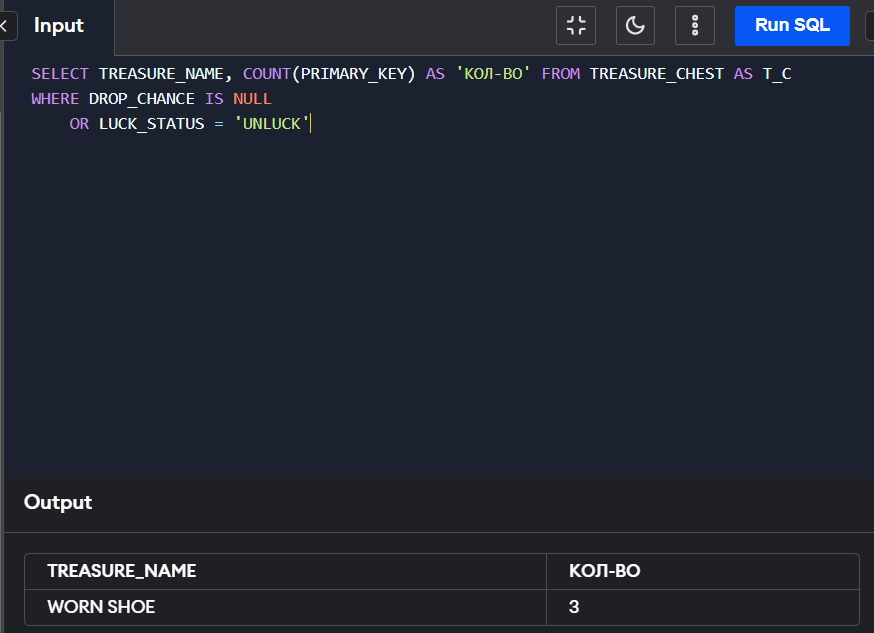 Input
Run SQL
SELECT TREASURE_NAME, COUNT(PRIMARY_KEY) AS 'КОЛ-ВО' FROM TREASURE_CHEST AS T_C
WHERE DROP_CHANCE IS NULL
OR LUCK_STATUS = 'UNLUCK'
Output
TREASURE_NAME КОЛ-ВО
WORN SHOE 3